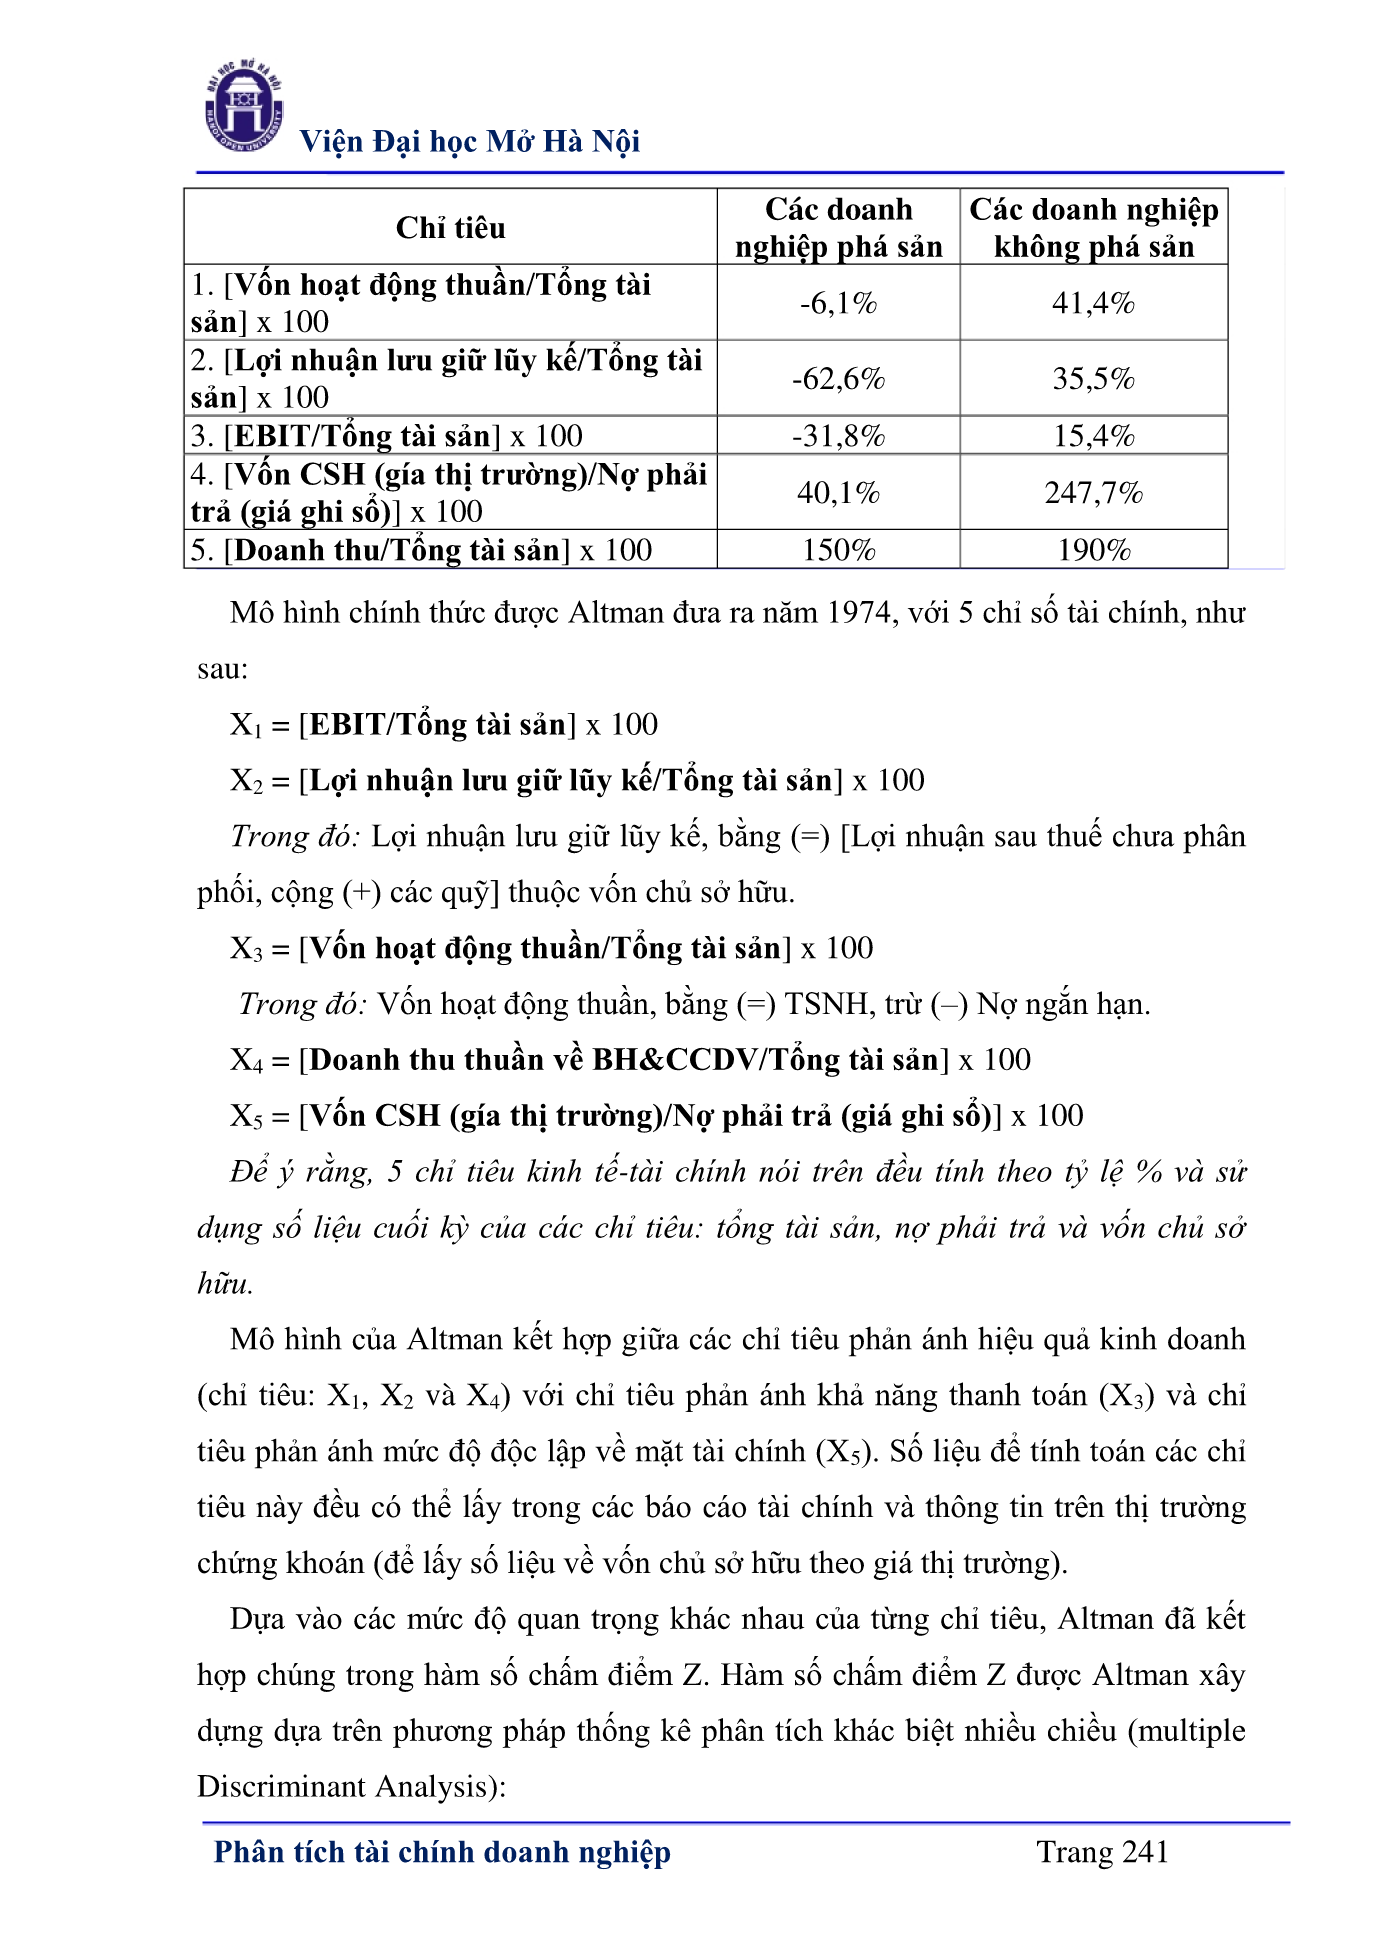 ĐẠI HỌC MỞ HÀ NỘI
HANOI OPEN UNIVERSITY
Viện Đại học Mở Hà Nội
Chỉ tiêu
Các doanh
nghiệp phá sản
Các doanh nghiệp
không phá sản
1. [Vốn hoạt động thuần/Tổng tài
sản] x 100
-6,1%
41,4%
2. [Lợi nhuận lưu giữ lũy kế/Tổng tài
sản] x 100
-62,6%
35,5%
3. [EBIT/Tổng tài sản] x 100
-31,8%
15,4%
4. [Vốn CSH (gía thị trường)/Nợ phải
trả (giá ghi sổ)] x 100
40,1%
247,7%
5. [Doanh thu/Tổng tài sản] x 100
150%
190%
Mô hình chính thức được Altman đưa ra năm 1974, với 5 chỉ số tài chính, như
sau:
X₁ = [EBIT/Tổng tài sản] x 100
X₂ = [Lợi nhuận lưu giữ lũy kế/Tổng tài sản] x 100
Trong đó: Lợi nhuận lưu giữ lũy kế, bằng (=) [Lợi nhuận sau thuế chưa phân
phối, cộng (+) các quỹ] thuộc vốn chủ sở hữu.
X₃ = [Vốn hoạt động thuần/Tổng tài sản] x 100
Trong đó: Vốn hoạt động thuần, bằng (=) TSNH, trừ (–) Nợ ngắn hạn.
X₄ = [Doanh thu thuần về BH&CCDV/Tổng tài sản] x 100
X₅ = [Vốn CSH (gía thị trường)/Nợ phải trả (giá ghi sổ)] x 100
Để ý rằng, 5 chỉ tiêu kinh tế-tài chính nói trên đều tính theo tỷ lệ % và sử
dụng số liệu cuối kỳ của các chỉ tiêu: tổng tài sản, nợ phải trả và vốn chủ sở
hữu.
Mô hình của Altman kết hợp giữa các chỉ tiêu phản ánh hiệu quả kinh doanh
(chỉ tiêu: X₁, X₂ và X₄) với chỉ tiêu phản ánh khả năng thanh toán (X₃) và chỉ
tiêu phản ánh mức độ độc lập về mặt tài chính (X₅). Số liệu để tính toán các chỉ
tiêu này đều có thể lấy trong các báo cáo tài chính và thông tin trên thị trường
chứng khoán (để lấy số liệu về vốn chủ sở hữu theo giá thị trường).
Dựa vào các mức độ quan trọng khác nhau của từng chỉ tiêu, Altman đã kết
hợp chúng trong hàm số chấm điểm Z. Hàm số chấm điểm Z được Altman xây
dựng dựa trên phương pháp thống kê phân tích khác biệt nhiều chiều (multiple
Discriminant Analysis):
Phân tích tài chính doanh nghiệp
Trang 241